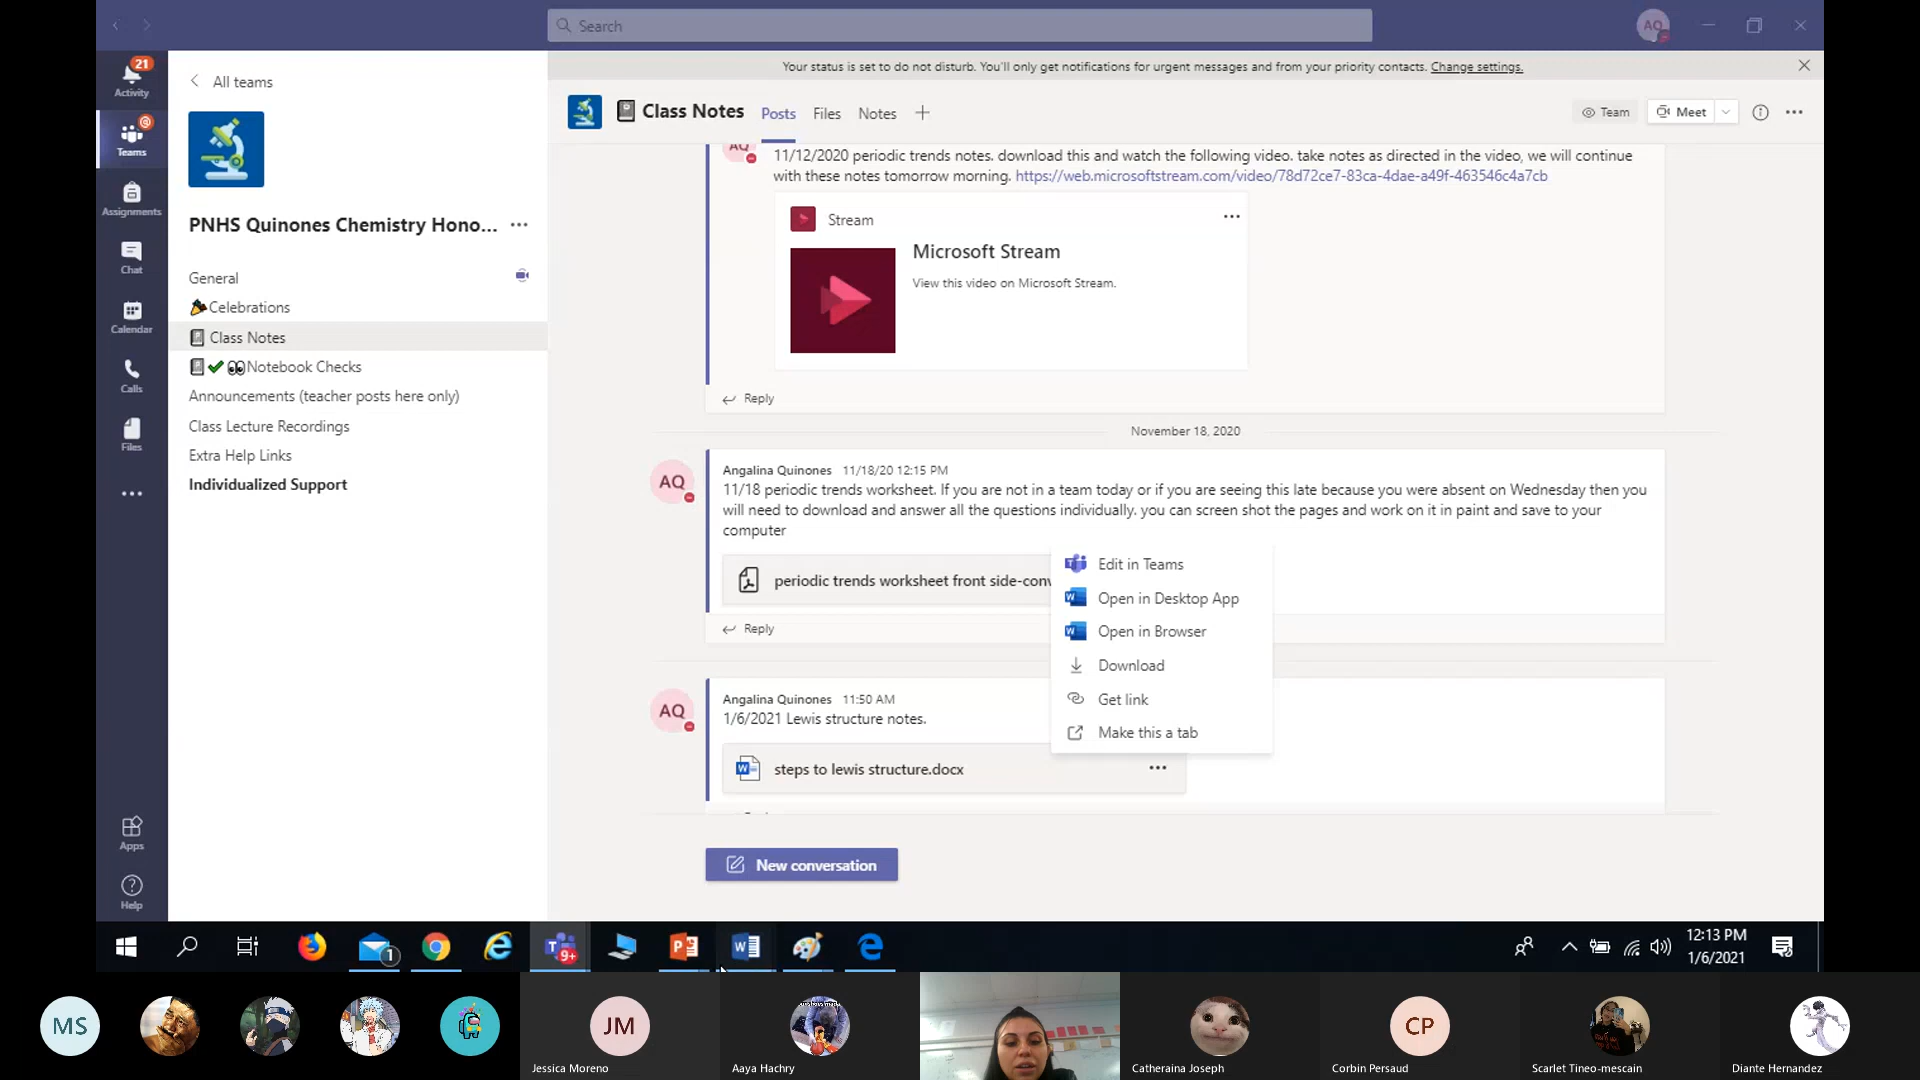 Search
AQ
21
Activity
Teams
Assignments
Chat
Calendar
Calls
Files
Apps
Help
All teams
PNHS Quinones Chemistry Hono...
General
Celebrations
Class Notes
Notebook Checks
Announcements (teacher posts here only)
Class Lecture Recordings
Extra Help Links
Individualized Support
Your status is set to do not disturb. You'll only get notifications for urgent messages and from your priority contacts. Change settings.
Class Notes Posts Files Notes
Team Meet
AQ
11/12/2020 periodic trends notes. download this and watch the following video. take notes as directed in the video, we will continue
with these notes tomorrow morning. https://web.microsoftstream.com/video/78d72ce7-83ca-4dae-a49f-463546c4a7cb
Stream
Microsoft Stream
View this video on Microsoft Stream.
Reply
November 18, 2020
AQ
Angalina Quinones 11/18/20 12:15 PM
11/18 periodic trends worksheet. If you are not in a team today or if you are seeing this late because you were absent on Wednesday then you
will need to download and answer all the questions individually. you can screen shot the pages and work on it in paint and save to your
computer
periodic trends worksheet front side-conv
Reply
Edit in Teams
Open in Desktop App
Open in Browser
Download
Get link
Make this a tab
AQ
Angalina Quinones 11:50 AM
1/6/2021 Lewis structure notes.
steps to lewis structure.docx
New conversation
1
9+
12:13 PM
1/6/2021
MS
JM
Jessica Moreno
Aaya Hachry
Catheraina Joseph
CP
Corbin Persaud
Scarlet Tineo-mescain
Diante Hernandez